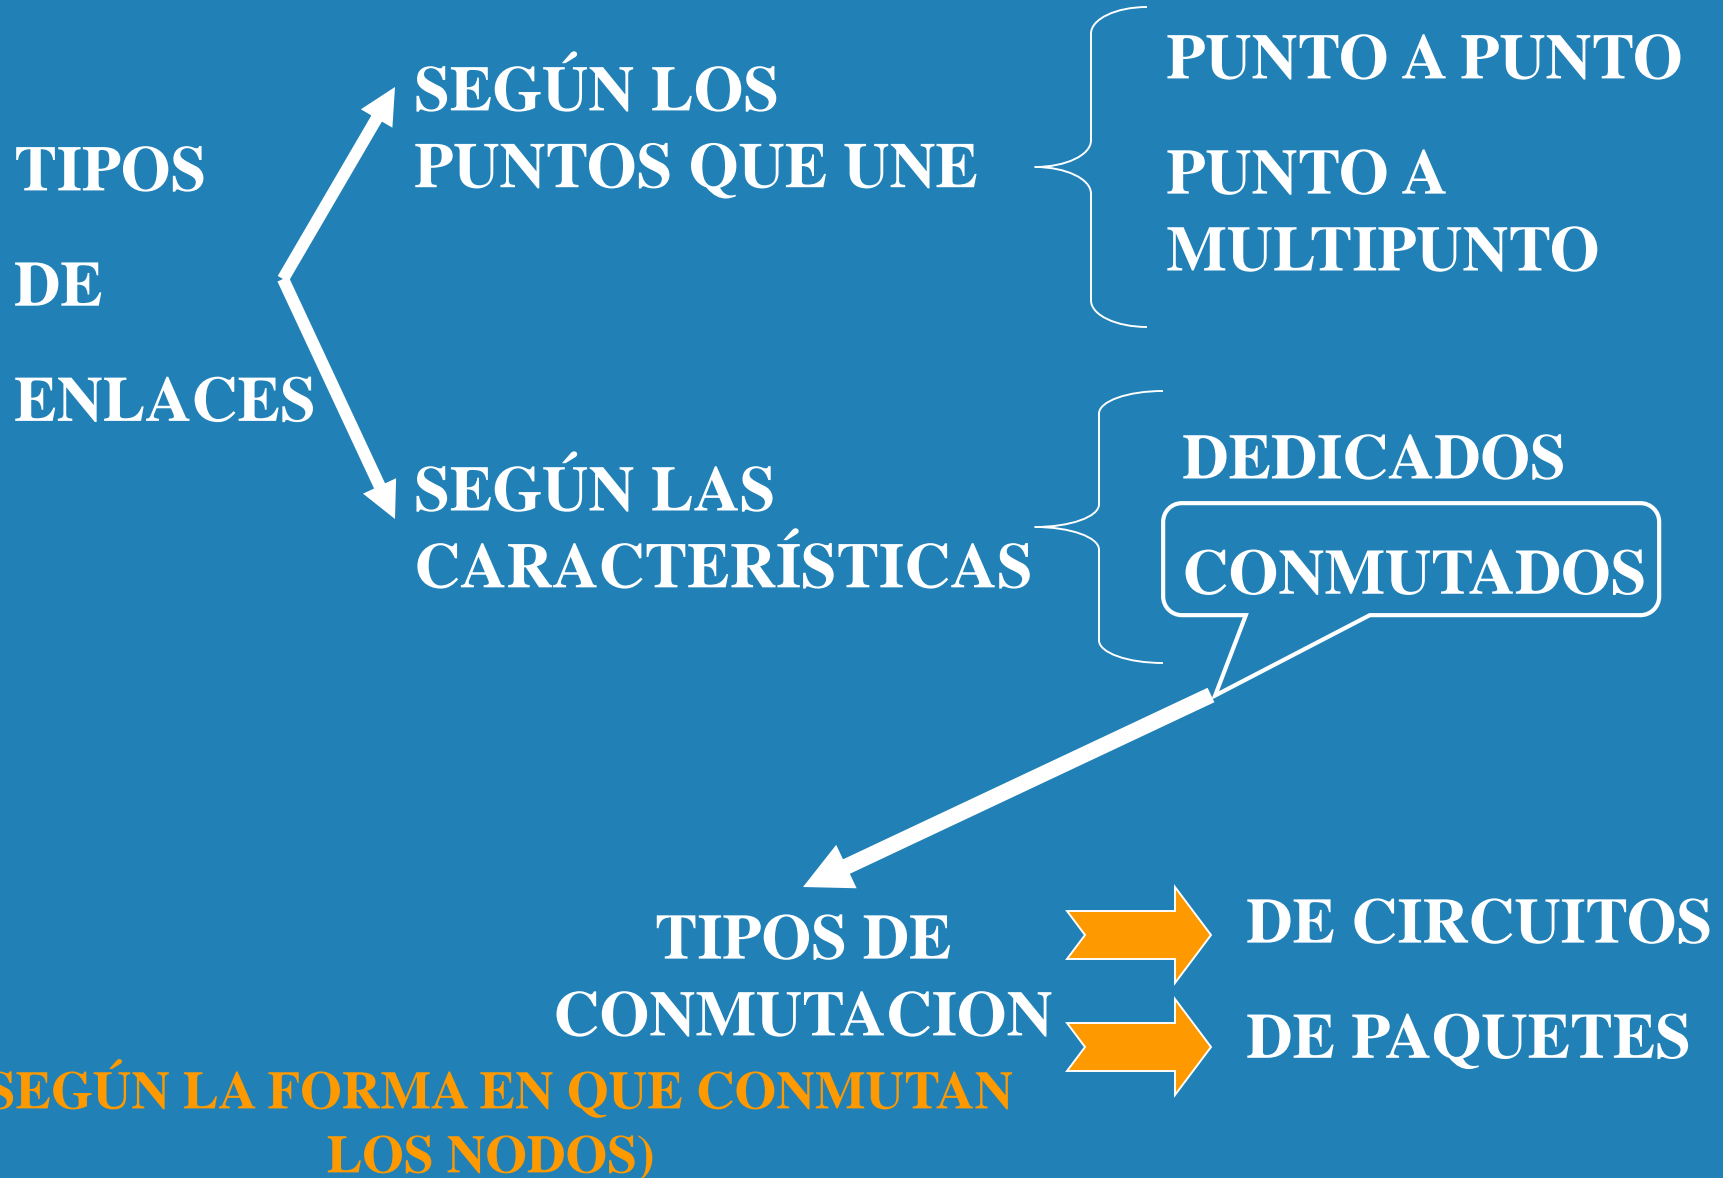 TIPOS
DE
ENLACES
SEGÚN LOS
PUNTOS QUE UNE
PUNTO A PUNTO
PUNTO A
MULTIPUNTO
SEGÚN LAS
CARACTERÍSTICAS
DEDICADOS
CONMUTADOS
TIPOS DE
CONMUTACION
SEGÚN LA FORMA EN QUE CONMUTAN
LOS NODOS)
DE CIRCUITOS
DE PAQUETES